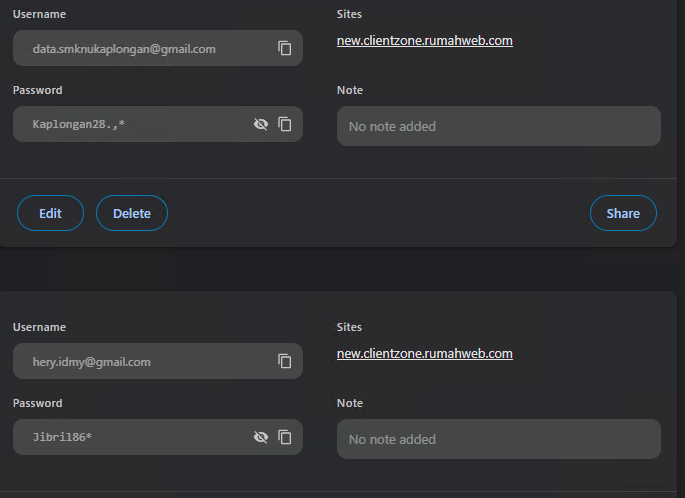 Username
Sites
data.smknukaplongan@gmail.com
new.clientzone.rumahweb.com
Password
Note
Kaplongan28.,*
No note added
Edit
Delete
Share
Username
Sites
hery.idmy@gmail.com
new.clientzone.rumahweb.com
Password
Note
Jibril86*
No note added